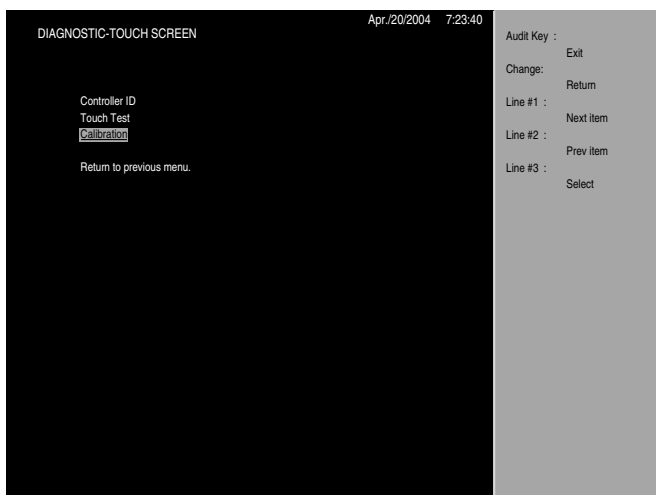 DIAGNOSTIC-TOUCH SCREEN
Apr./20/2004 7:23:40
Controller ID
Touch Test
Calibration
Return to previous menu.
Audit Key :
Exit
Change:
Return
Line #1 :
Next item
Line #2 :
Prev item
Line #3 :
Select